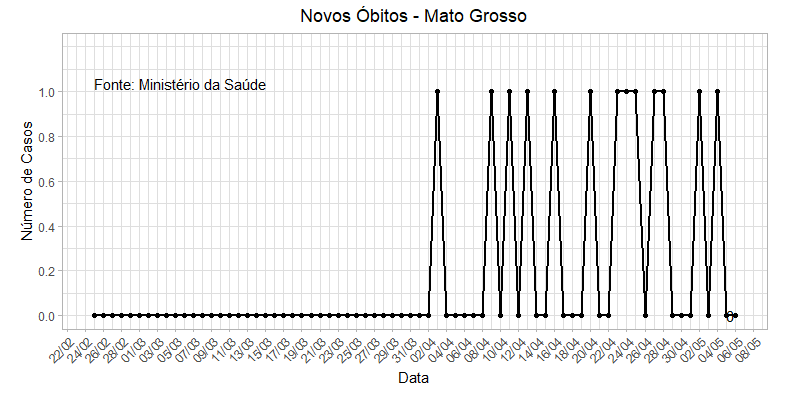 Novos Óbitos - Mato Grosso
Fonte: Ministério da Saúde
Número de Casos
1.0
0.8
0.6
0.4
0.2
0.0
0
22/02 24/02 26/02 28/02 01/03 03/03 05/03 07/03 09/03 11/03 13/03 15/03 17/03 19/03 21/03 23/03 25/03 27/03 29/03 31/03 02/04 04/04 06/04 08/04 10/04 12/04 14/04 16/04 18/04 20/04 22/04 24/04 26/04 28/04 30/04 02/05 04/05 06/05 08/05
Data